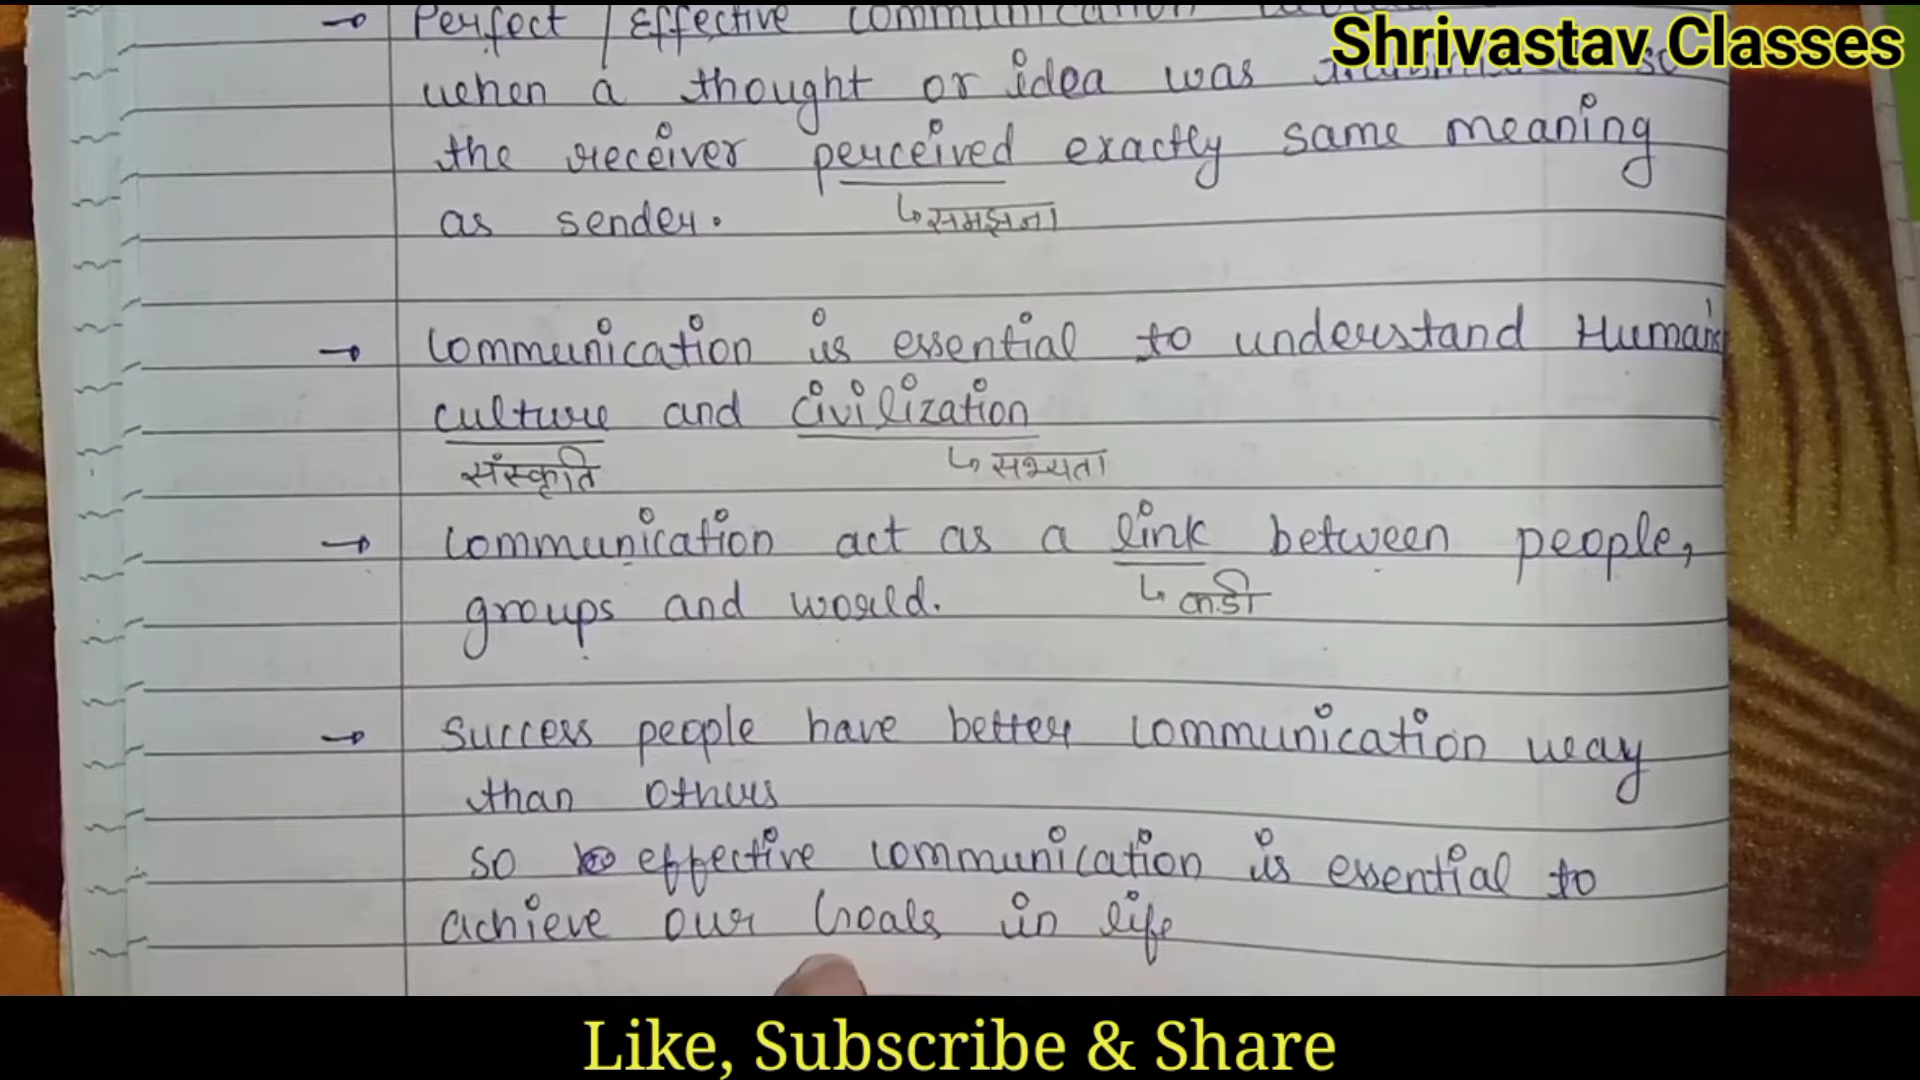 → Perfect / Effective communication
Shrivastav Classes
when a thought or idea was so
the receiver perceived exactly same meaning
as sender.
↳ समझना
→ Communication is essential to understand Human's
culture and civilization
संस्कृति ↳ सभ्यता
→ Communication act as a link between people,
groups and world. ↳ कडी
→ Success people have better communication way
than others
so effective communication is essential to
achieve our Goals in life
Like, Subscribe & Share